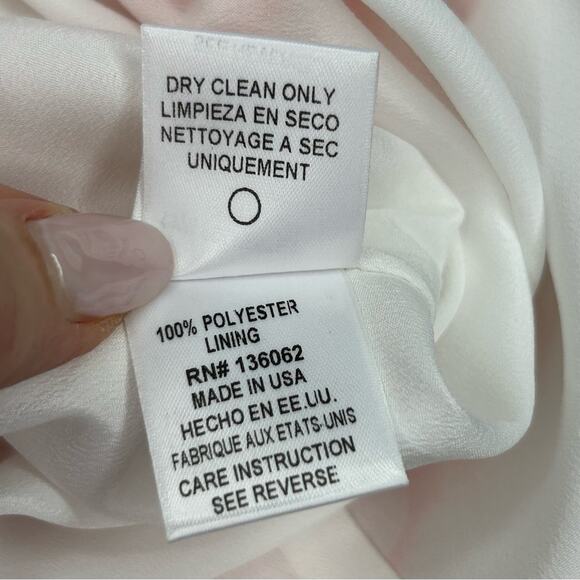 DRY CLEAN ONLY
LIMPIEZA EN SECO
NETTOYAGE A SEC
UNIQUEMENT
100% POLYESTER
LINING
RN# 136062
MADE IN USA
HECHO EN EE.UU.
FABRIQUE AUX ETATS-UNIS
CARE INSTRUCTION
SEE REVERSE